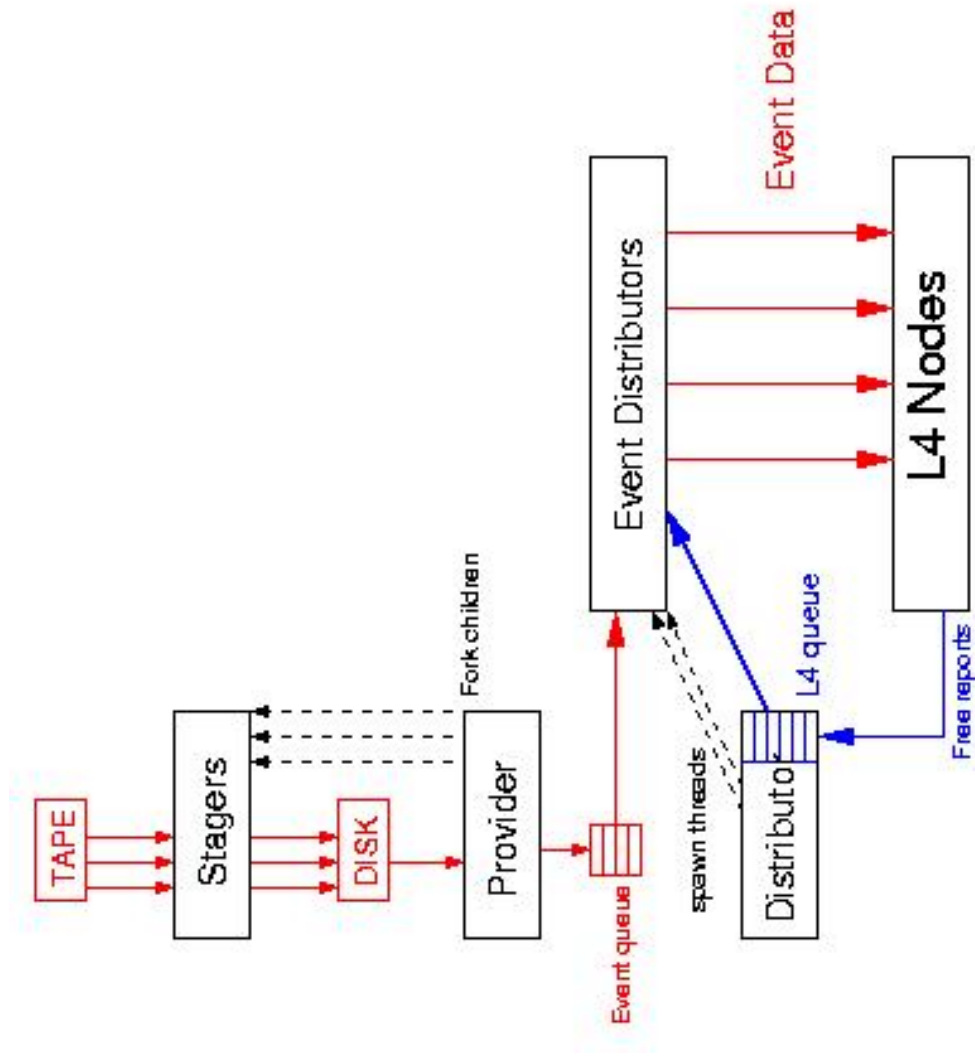 TAPE
Stagers
DISK
Fork children
Provider
Event queue
Event Distributors
Event Data
spawn threads
Distributor
L4 queue
Free reports
L4 Nodes